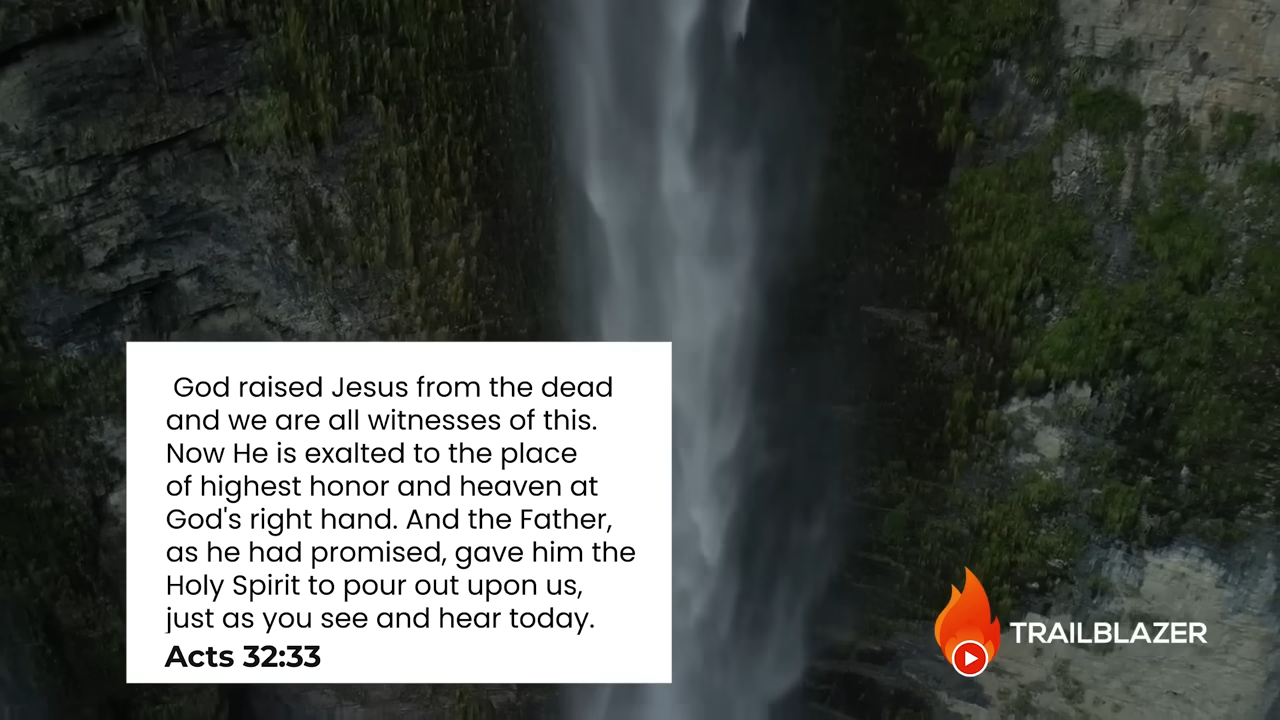 God raised Jesus from the dead
and we are all witnesses of this.
Now He is exalted to the place
of highest honor and heaven at
God's right hand. And the Father,
as he had promised, gave him the
Holy Spirit to pour out upon us,
just as you see and hear today.
Acts 32:33
TRAILBLAZER